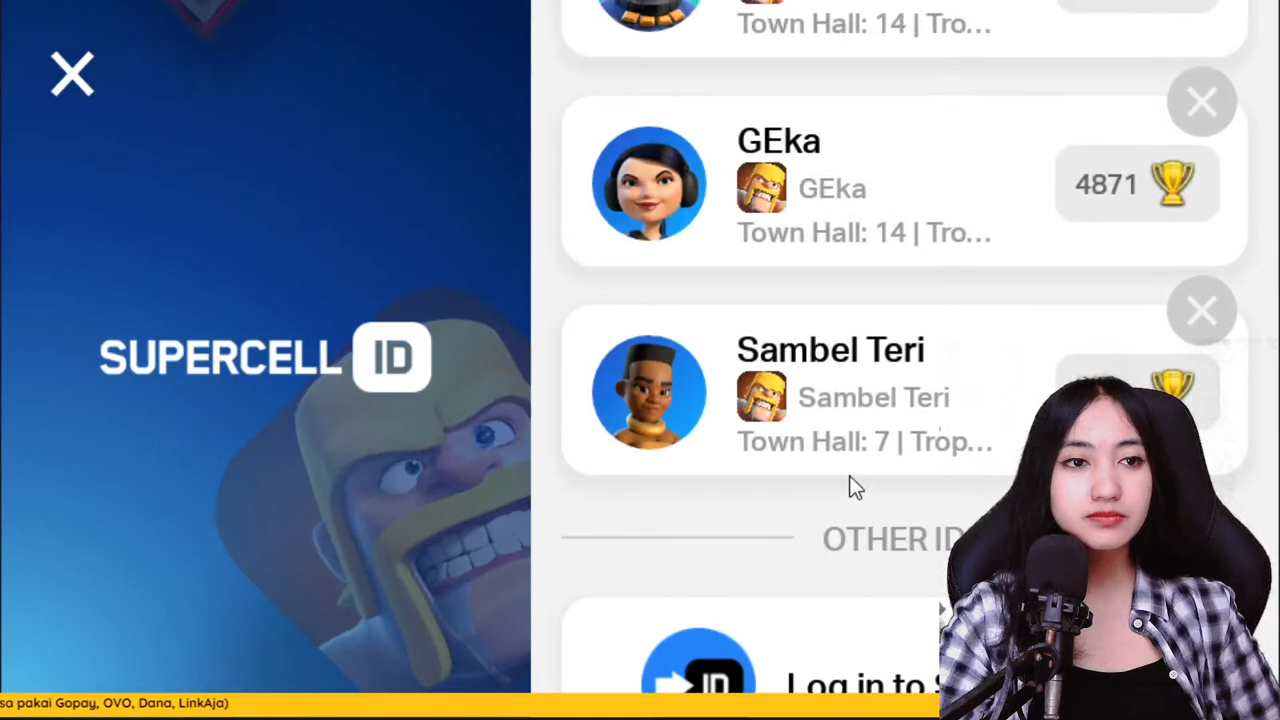 Town Hall: 14 | Tro...
GEka
GEka
4871
Town Hall: 14 | Tro...
SUPERCELL ID
Sambel Teri
Sambel Teri
Town Hall: 7 | Trop...
OTHER ID
Log in to
sa pakai Gopay, OVO, Dana, LinkAja)